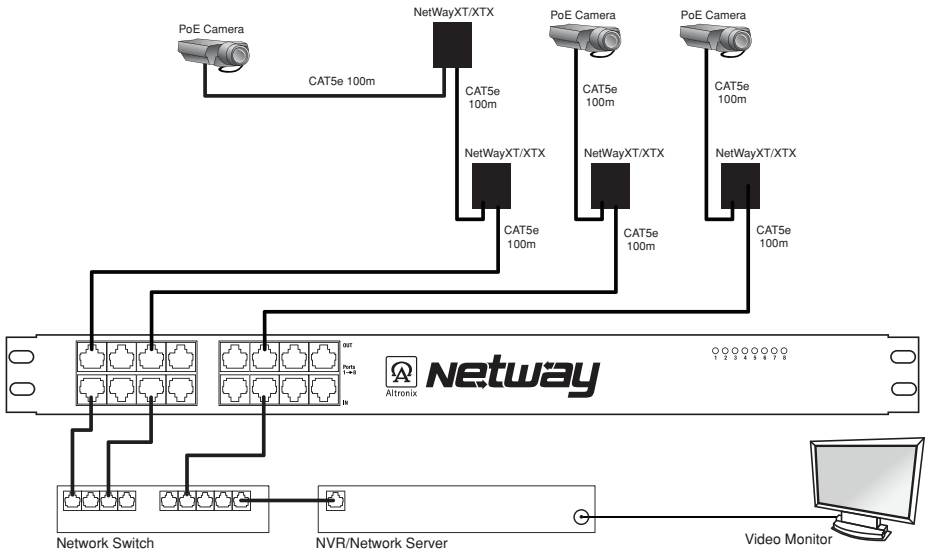 NetWayXT/XTX
PoE Camera
PoE Camera
PoE Camera
CAT5e 100m
CAT5e
100m
CAT5e
100m
CAT5e
100m
NetWayXT/XTX
NetWayXT/XTX
NetWayXT/XTX
CAT5e
100m
CAT5e
100m
CAT5e
100m
OUT
Ports
1→8
IN
Altronix
Netway
1 2 3 4 5 6 7 8
Network Switch
NVR/Network Server
Video Monitor